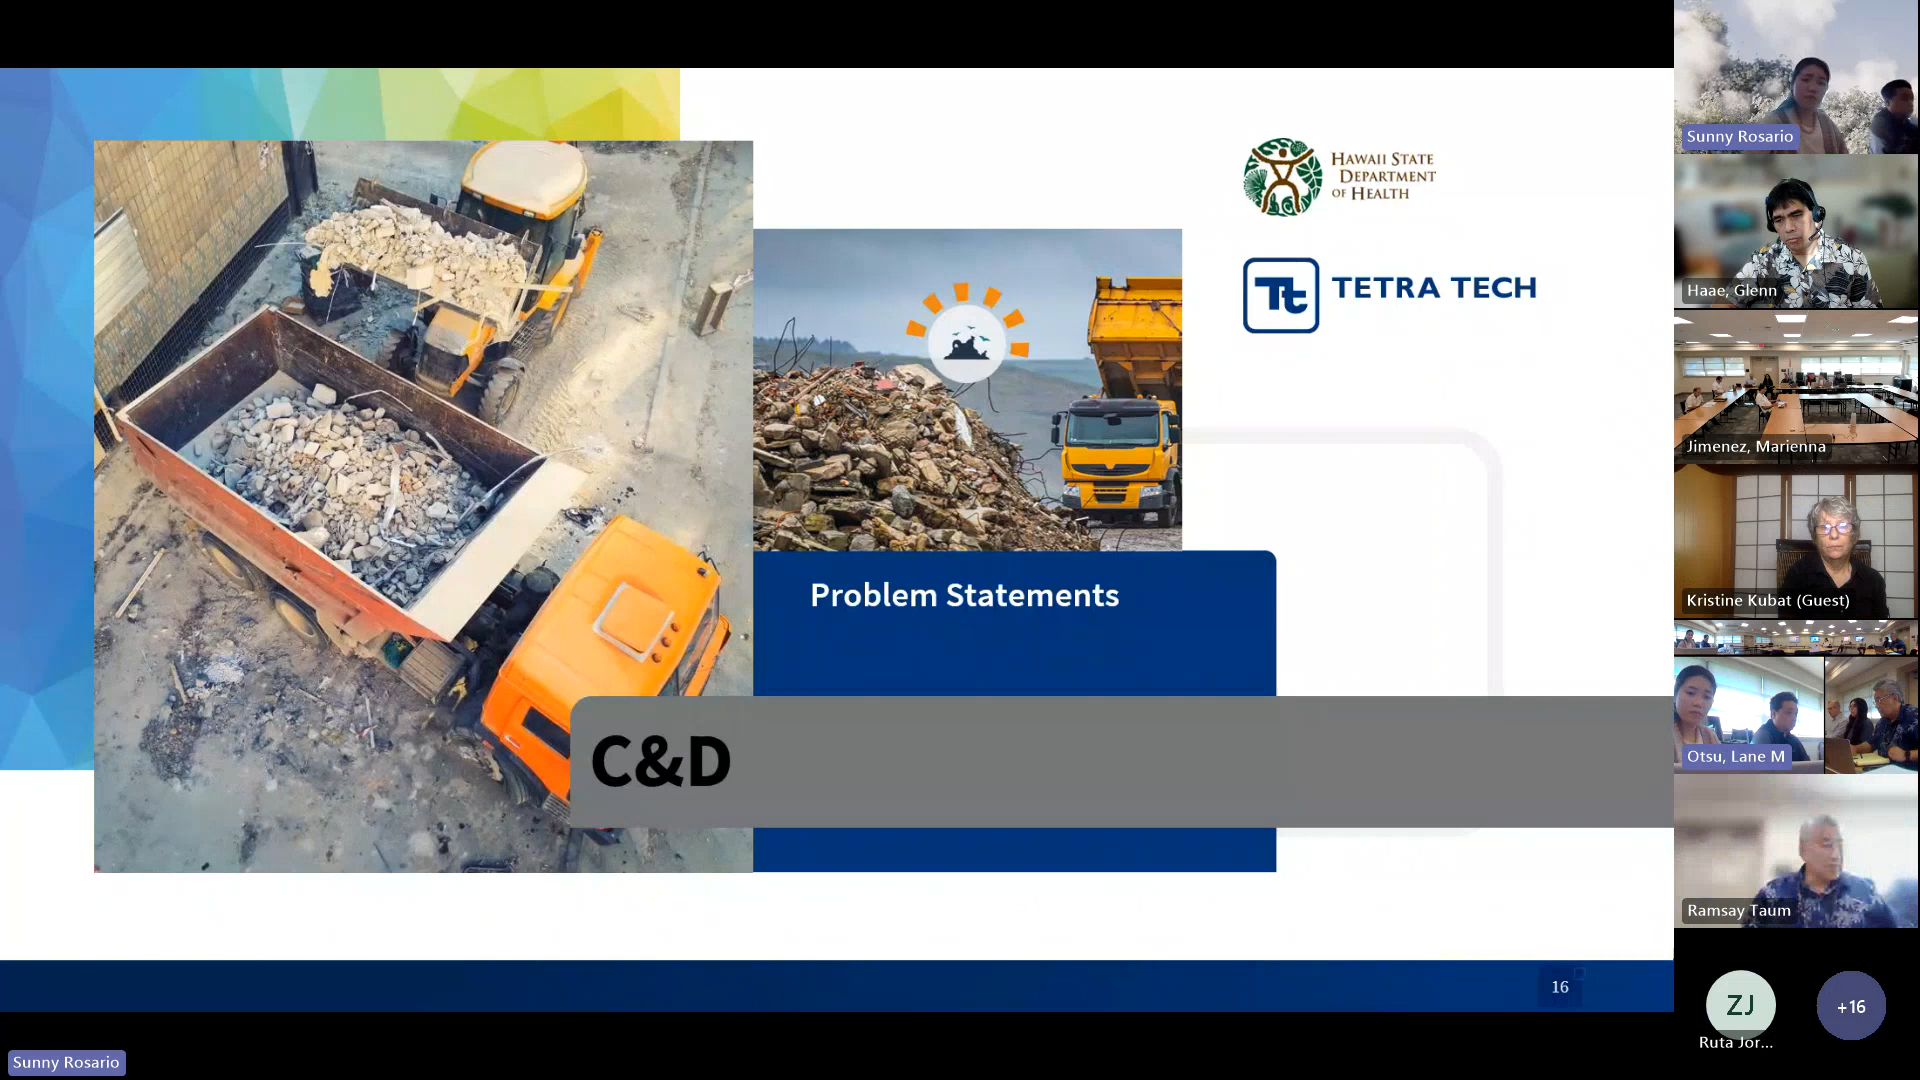 HAWAII STATE
DEPARTMENT
OF HEALTH
Tt TETRA TECH
Problem Statements
C&D
16
Sunny Rosario
Sunny Rosario
Haae, Glenn
Jimenez, Marienna
Kristine Kubat (Guest)
Otsu, Lane M
Ramsay Taum
ZJ
Ruta Jor...
+16